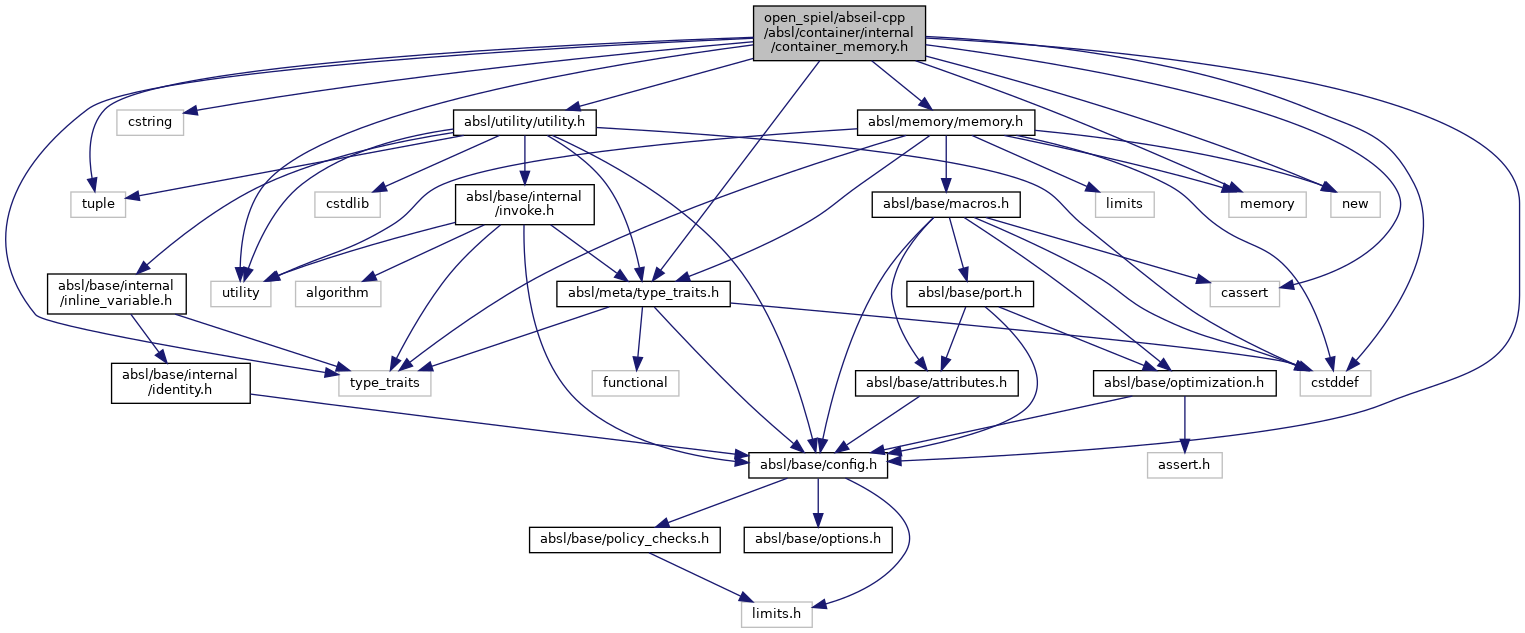 open_spiel/abseil-cpp
/absl/container/internal
/container_memory.h
cstring
absl/utility/utility.h
absl/memory/memory.h
tuple
cstdlib
absl/base/internal
/invoke.h
absl/base/macros.h
limits
memory
new
absl/base/internal
/inline_variable.h
utility
algorithm
absl/meta/type_traits.h
absl/base/port.h
cassert
absl/base/internal
/identity.h
type_traits
functional
absl/base/attributes.h
absl/base/optimization.h
cstddef
absl/base/config.h
assert.h
absl/base/policy_checks.h
absl/base/options.h
limits.h